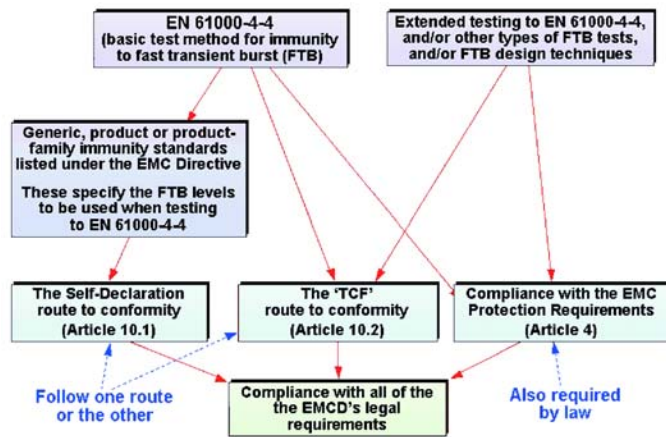 EN 61000-4-4
(basic test method for immunity
to fast transient burst (FTB)
Extended testing to EN 61000-4-4,
and/or other types of FTB tests,
and/or FTB design techniques
Generic, product or product-
family immunity standards
listed under the EMC Directive
These specify the FTB levels
to be used when testing
to EN 61000-4-4
The Self-Declaration
route to conformity
(Article 10.1)
The ‘TCF’
route to conformity
(Article 10.2)
Compliance with the EMC
Protection Requirements
(Article 4)
Follow one route
or the other
Compliance with all of the
the EMCD's legal
requirements
Also required
by law